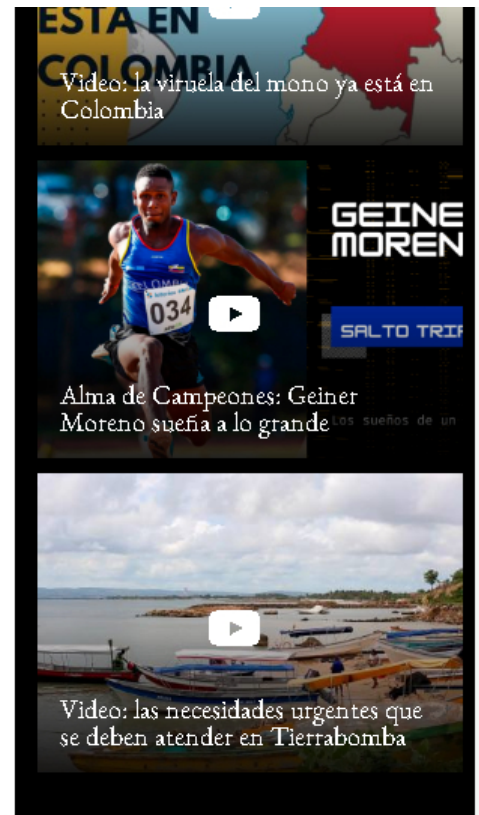 ESTÁ EN
COLOMBIA
Video: la viruela del mono ya está en
Colombia
GEINE
MOREN
COLOMBIA
034
SALTO TRIP
Alma de Campeones: Geiner
Moreno sueña a lo grande
Los sueños de un
Video: las necesidades urgentes que
se deben atender en Tierrabomba